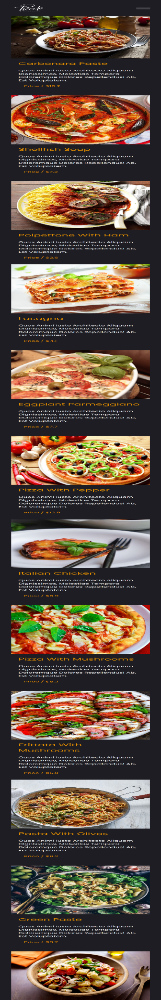 Carbonara Paste
Quos Animi Iusto Architecto Aliquam
Dignissimos, Molestiae Tempora
Doloremque Dolores Repellendus! Ab,
Est Voluptatem.
Price / $10.2
Shellfish Soup
Quos Animi Iusto Architecto Aliquam
Dignissimos, Molestiae Tempora
Doloremque Dolores Repellendus! Ab,
Est Voluptatem.
Price / $7.2
Polpettone With Ham
Quos Animi Iusto Architecto Aliquam
Dignissimos, Molestiae Tempora
Doloremque Dolores Repellendus! Ab,
Est Voluptatem.
Price / $2.6
Lasagna
Quos Animi Iusto Architecto Aliquam
Dignissimos, Molestiae Tempora
Doloremque Dolores Repellendus! Ab,
Est Voluptatem.
Price / $4.1
Eggplant Parmeggiano
Quos Animi Iusto Architecto Aliquam
Dignissimos, Molestiae Tempora
Doloremque Dolores Repellendus! Ab,
Est Voluptatem.
Price / $7.7
Pizza With Pepper
Quos Animi Iusto Architecto Aliquam
Dignissimos, Molestiae Tempora
Doloremque Dolores Repellendus! Ab,
Est Voluptatem.
Price /
Italian Chicken
Quos Animi Iusto Architecto Aliquam
Dignissimos, Molestiae Tempora
Doloremque Dolores Repellendus! Ab,
Est Voluptatem.
Price / $8.9
Pizza With Mushrooms
Quos Animi Iusto Architecto Aliquam
Dignissimos, Molestiae Tempora
Doloremque Dolores Repellendus! Ab,
Est Voluptatem.
Price / $8.2
Frittata With
Mushrooms
Quos Animi Iusto Architecto Aliquam
Dignissimos, Molestiae Tempora
Doloremque Dolores Repellendus! Ab,
Est Voluptatem.
Price /
Pasta With Olives
Quos Animi Iusto Architecto Aliquam
Dignissimos, Molestiae Tempora
Doloremque Dolores Repellendus! Ab,
Est Voluptatem.
Price /
Green Paste
Quos Animi Iusto Architecto Aliquam
Dignissimos, Molestiae Tempora
Doloremque Dolores Repellendus! Ab,
Est Voluptatem.
Price / $3.7